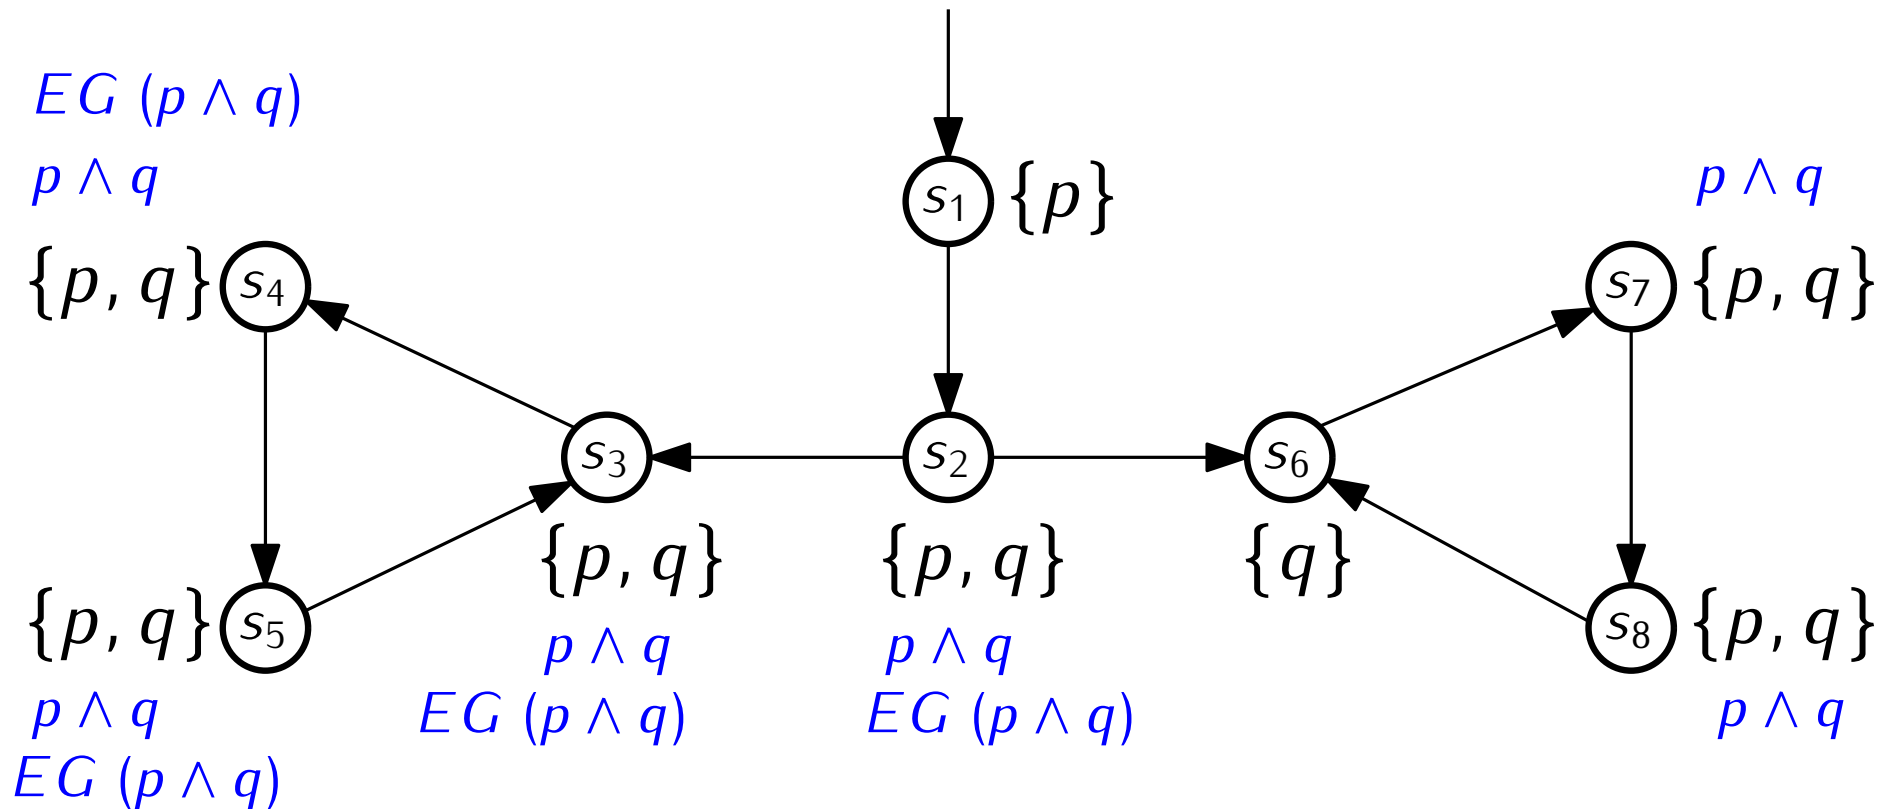 EG (p ∧ q)
p ∧ q
{p, q} s4
s1 {p}
p ∧ q
s7 {p, q}
s3
s2
s6
{p, q}
{p, q}
{q}
{p, q} s5
p ∧ q
EG (p ∧ q)
p ∧ q
EG (p ∧ q)
p ∧ q
EG (p ∧ q)
s8 {p, q}
p ∧ q